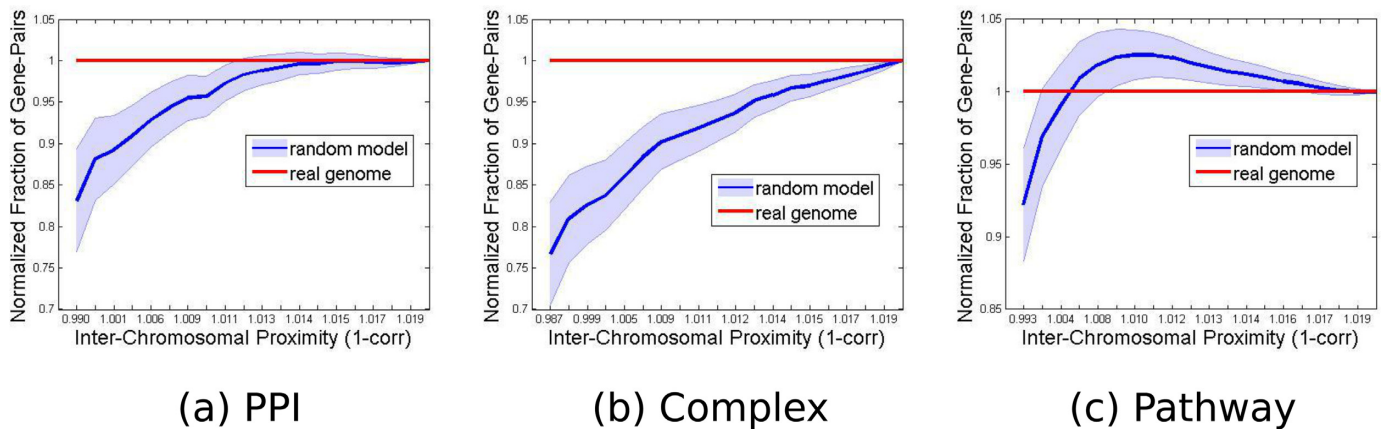 Normalized Fraction of Gene-Pairs
1.05
1
0.95
0.9
0.85
0.8
0.75
0.7
random model
real genome
0.990 1.001 1.006 1.009 1.011 1.014 1.015 1.017 1.019
Inter-Chromosomal Proximity (1-corr)
(a) PPI
Normalized Fraction of Gene-Pairs
1.05
1
0.95
0.9
0.85
0.8
0.75
0.7
random model
real genome
0.987 0.999 1.005 1.009 1.011 1.012 1.014 1.015 1.017 1.019
Inter-Chromosomal Proximity (1-corr)
(b) Complex
Normalized Fraction of Gene-Pairs
1.05
1
0.95
0.9
0.85
random model
real genome
0.993 1.004 1.008 1.010 1.012 1.013 1.014 1.016 1.017 1.019
Inter-Chromosomal Proximity (1-corr)
(c) Pathway